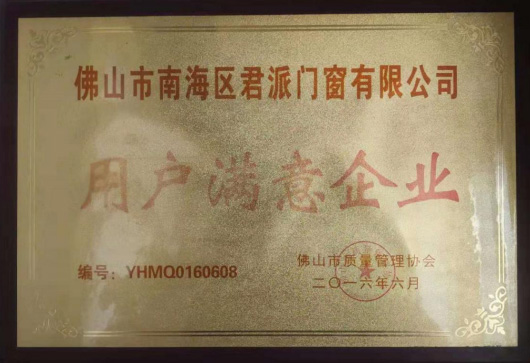 佛山市南海区君派门窗有限公司
用户满意企业
编号：YHMQ0160608
佛山市质量管理协会
二〇一六年六月